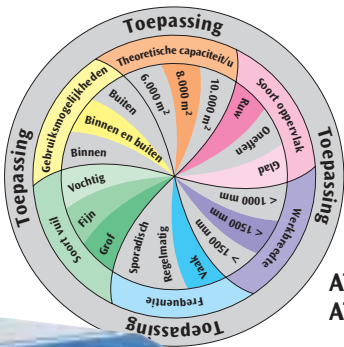 Toepassing
Toepassing
Toepassing
Toepassing
Theoretische capaciteit/u
6.000 m²
8.000 m²
10.000 m²
Soort oppervlak
Ruw
Oneffen
Glad
Werkbreedte
< 1000 mm
< 1500 mm
> 1500 mm
Frequentie
Vaak
Regelmatig
Sporadisch
Soort vuil
Grof
Fijn
Vochtig
Gebruiksmogelijkheden
Binnen
Binnen en buiten
Buiten